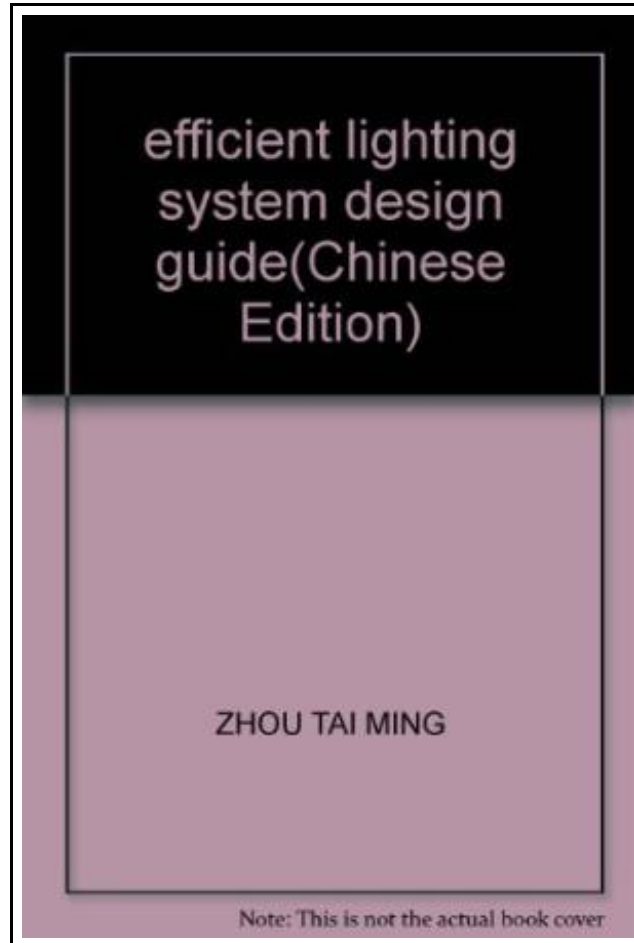 efficient lighting
system design
guide(Chinese
Edition)
ZHOU TAI MING
Note: This is not the actual book cover